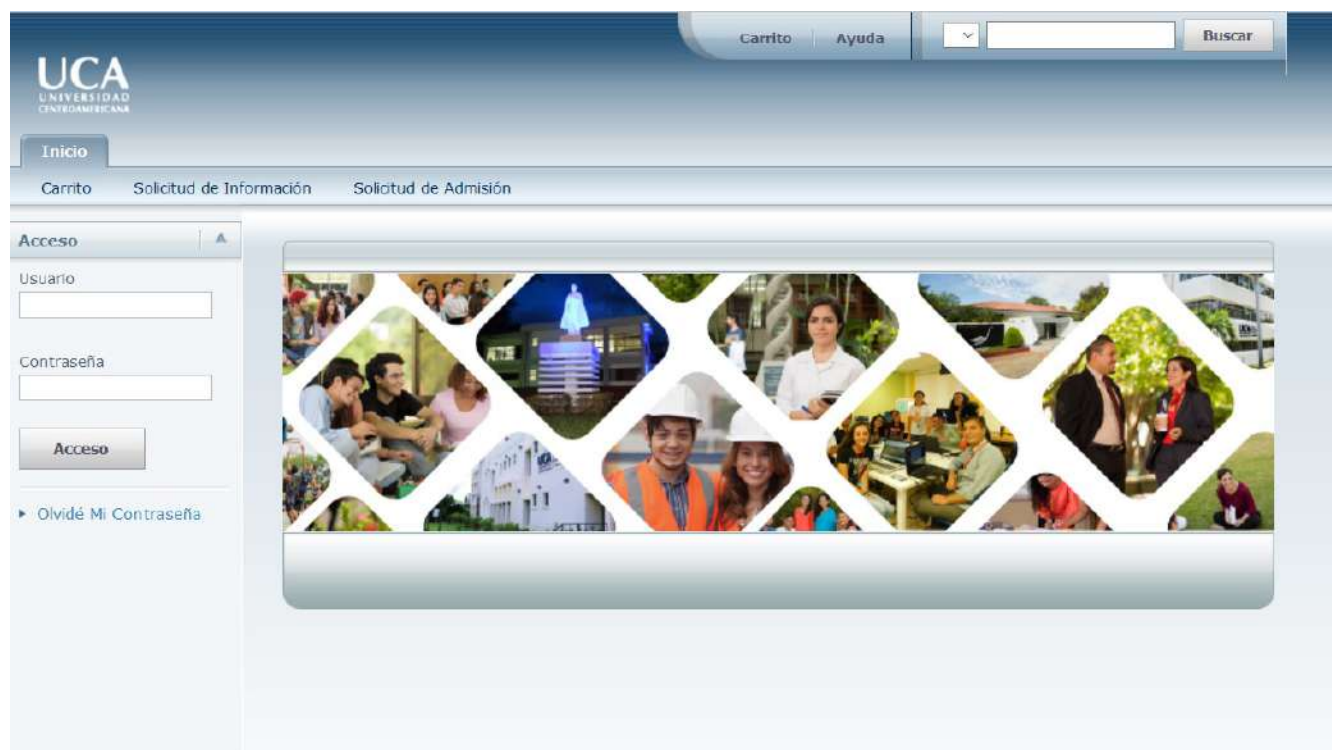 Carrito Ayuda Buscar
UCA
UNIVERSIDAD
CENTROAMERICANA
Inicio
Carrito Solicitud de Información Solicitud de Admisión
Acceso
Usuario
Contraseña
Acceso
Olvidé Mi Contraseña